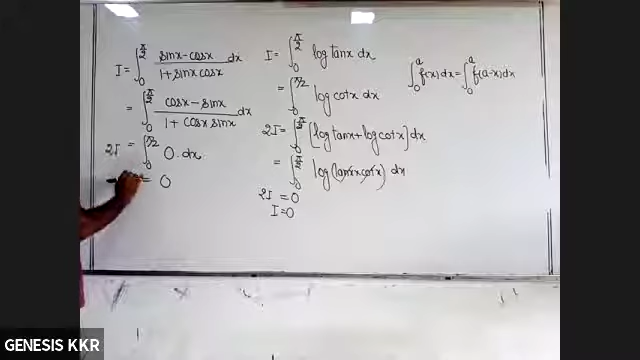 I = ∫₀^{π/2} (sinx - cosx)/(1 + sinx cosx) dx
= ∫₀^{π/2} (cosx - sinx)/(1 + cosx sinx) dx
2I = ∫₀^{π/2} 0. dx
= 0
I = ∫₀^{π/2} log tanx dx
= ∫₀^{π/2} log cotx dx
2I = ∫₀^{π/2} [log tanx + log cotx] dx
= ∫₀^{π/2} log(tanx x cotx) dx
2I = 0
I = 0
∫₀^a f(x) dx = ∫₀^a f(a-x) dx
GENESIS KKR